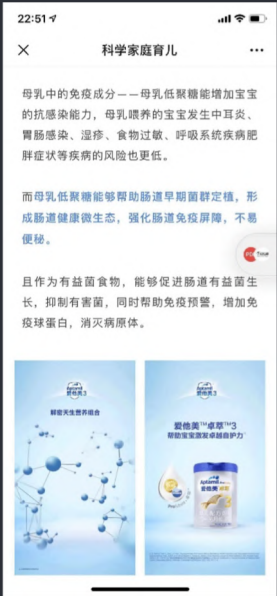 22:51
科学家庭育儿
母乳中的免疫成分——母乳低聚糖能增加宝宝
的抗感染能力，母乳喂养的宝宝发生中耳炎、
胃肠感染、湿疹、食物过敏、呼吸系统疾病肥
胖症状等疾病的风险也更低。
而母乳低聚糖能够帮助肠道早期菌群定植，形
成肠道健康微生态，强化肠道免疫屏障，不易
便秘。
且作为有益菌食物，能够促进肠道有益菌生
长，抑制有害菌，同时帮助免疫预警，增加免
疫球蛋白，消灭病原体。
Aptamil
爱他美3
鲜密天生营养组合
Aptamil
爱他美3
爱他美™卓萃™3
帮助宝宝激发卓越自护力
Aptamil
爱他美